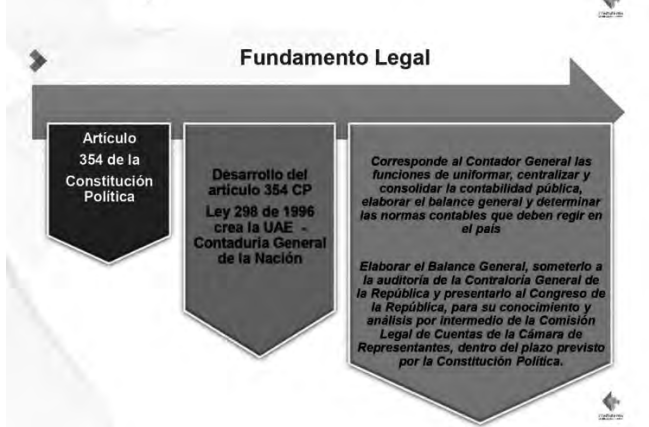 Fundamento Legal
Artículo
354 de la
Constitución
Política
Desarrollo del
artículo 354 CP
Ley 298 de 1996
crea la UAE -
Contaduría General
de la Nación
Corresponde al Contador General las
funciones de uniformar, centralizar y
consolidar la contabilidad pública,
elaborar el balance general y determinar
las normas contables que deben regir en
el país
Elaborar el Balance General, someterlo a
la auditoría de la Contraloría General de
la República y presentarlo al Congreso de
la República, para su conocimiento y
análisis por intermedio de la Comisión
Legal de Cuentas de la Cámara de
Representantes, dentro del plazo previsto
por la Constitución Política.